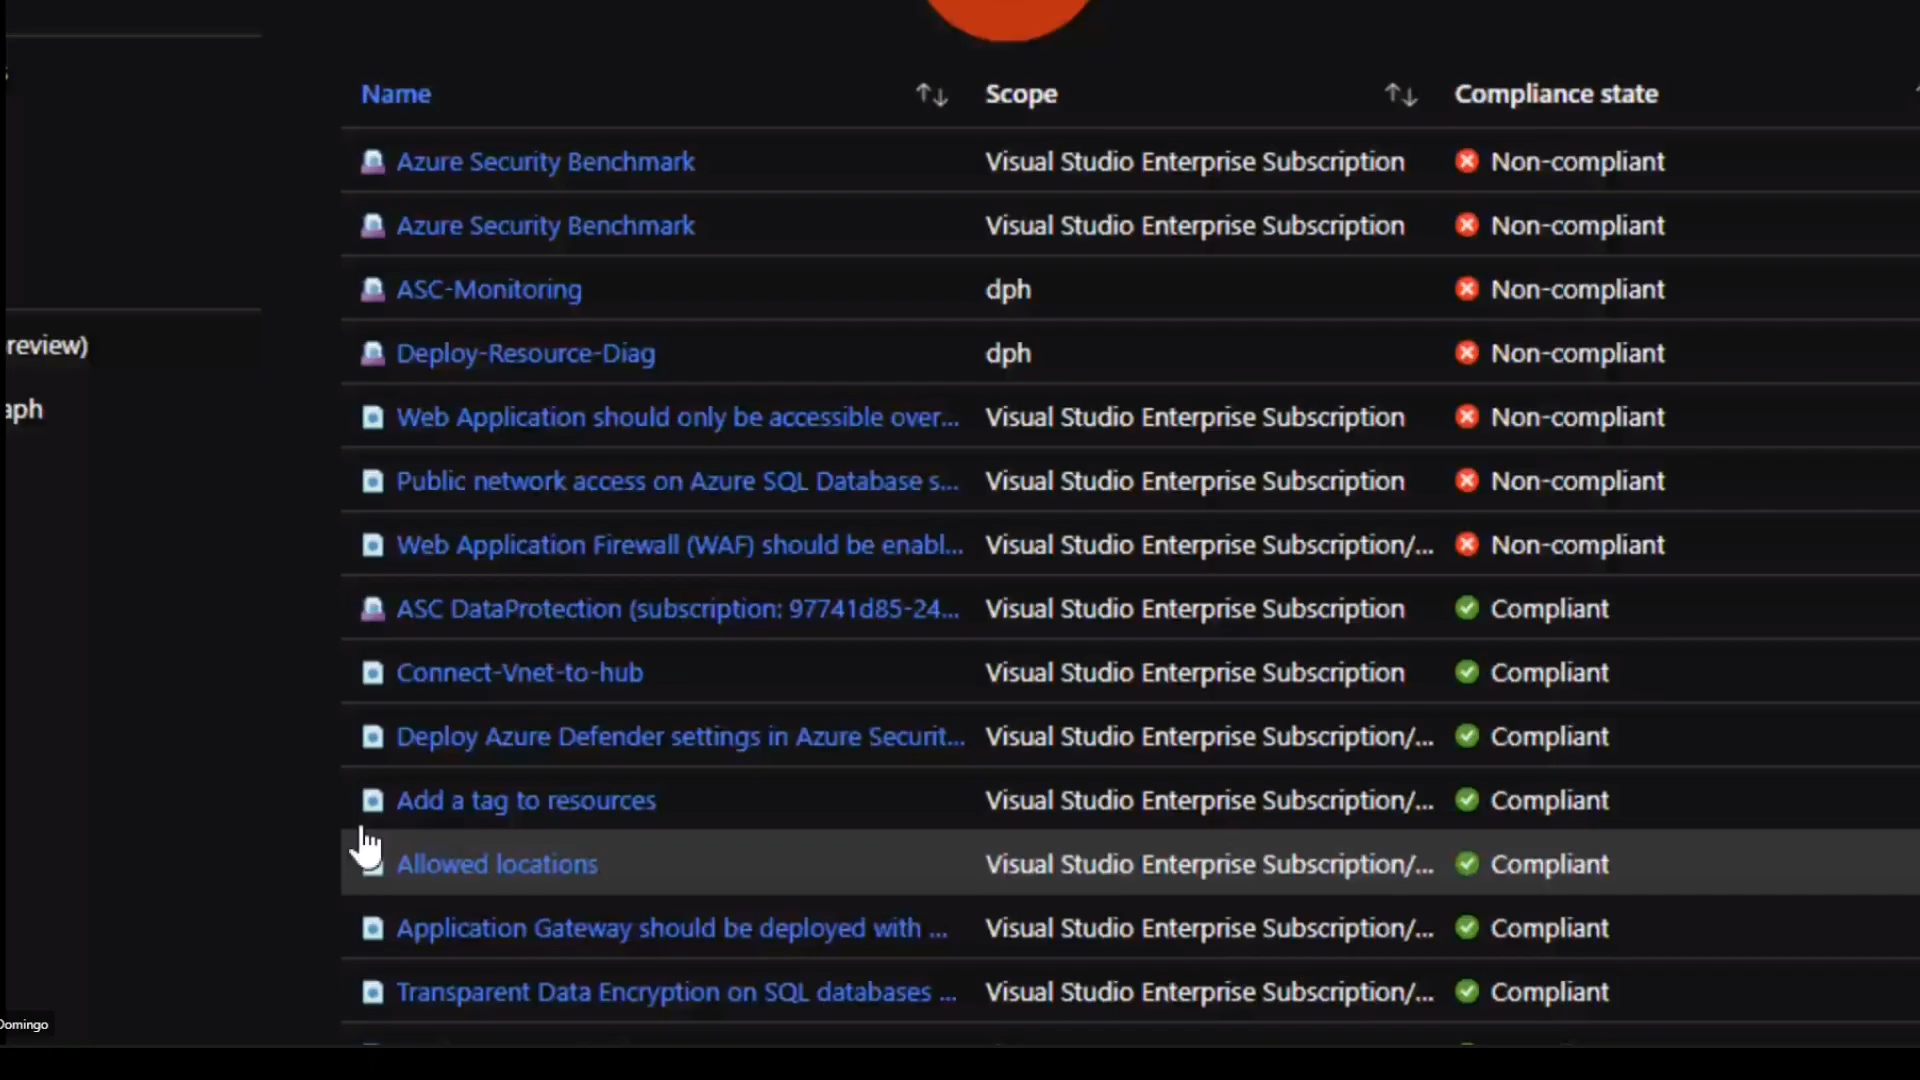 Name Scope Compliance state
Azure Security Benchmark Visual Studio Enterprise Subscription Non-compliant
Azure Security Benchmark Visual Studio Enterprise Subscription Non-compliant
ASC-Monitoring dph Non-compliant
review) Deploy-Resource-Diag dph Non-compliant
aph Web Application should only be accessible over... Visual Studio Enterprise Subscription Non-compliant
Public network access on Azure SQL Database s... Visual Studio Enterprise Subscription Non-compliant
Web Application Firewall (WAF) should be enabl... Visual Studio Enterprise Subscription/... Non-compliant
ASC DataProtection (subscription: 97741d85-24... Visual Studio Enterprise Subscription Compliant
Connect-Vnet-to-hub Visual Studio Enterprise Subscription Compliant
Deploy Azure Defender settings in Azure Securit... Visual Studio Enterprise Subscription/... Compliant
Add a tag to resources Visual Studio Enterprise Subscription/... Compliant
Allowed locations Visual Studio Enterprise Subscription/... Compliant
Application Gateway should be deployed with ... Visual Studio Enterprise Subscription/... Compliant
Transparent Data Encryption on SQL databases ... Visual Studio Enterprise Subscription/... Compliant
Domingo